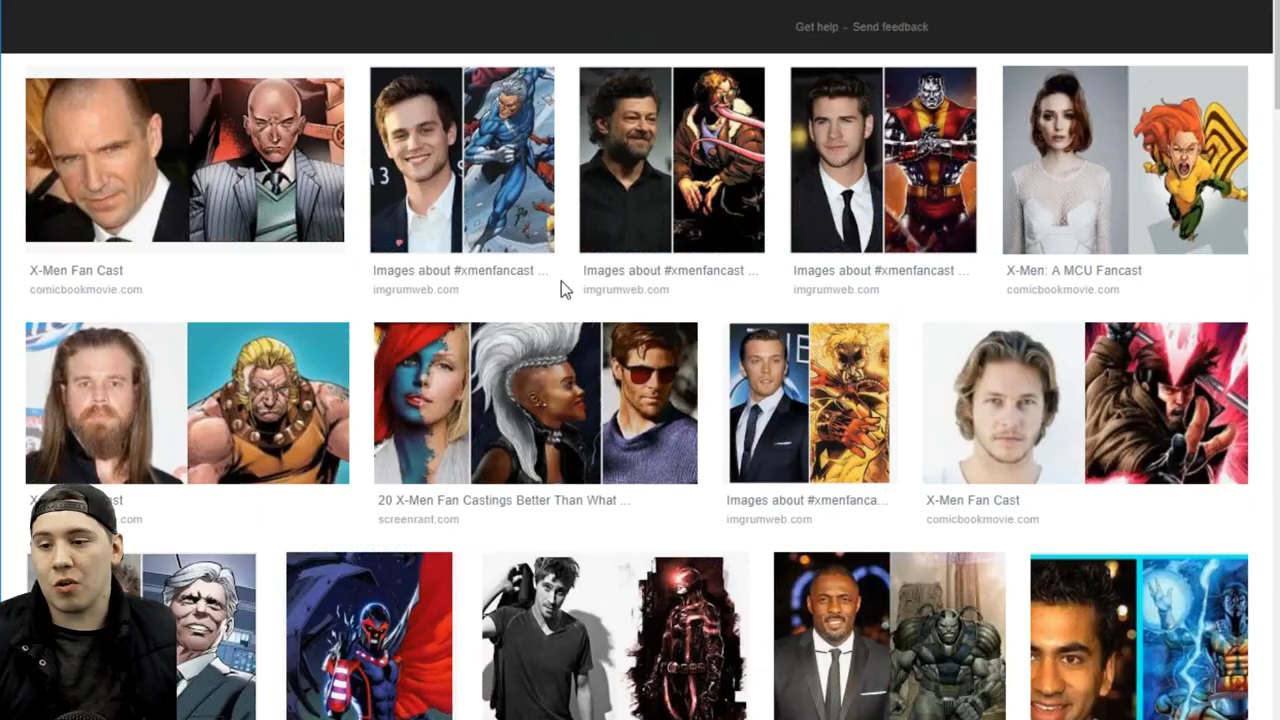 Get help - Send feedback
X-Men Fan Cast
comicbookmovie.com
Images about #xmenfancast ...
imgrumweb.com
Images about #xmenfancast ...
imgrumweb.com
Images about #xmenfancast ...
imgrumweb.com
X-Men: A MCU Fancast
comicbookmovie.com
20 X-Men Fan Castings Better Than What ...
screenrant.com
Images about #xmenfanca...
imgrumweb.com
X-Men Fan Cast
comicbookmovie.com